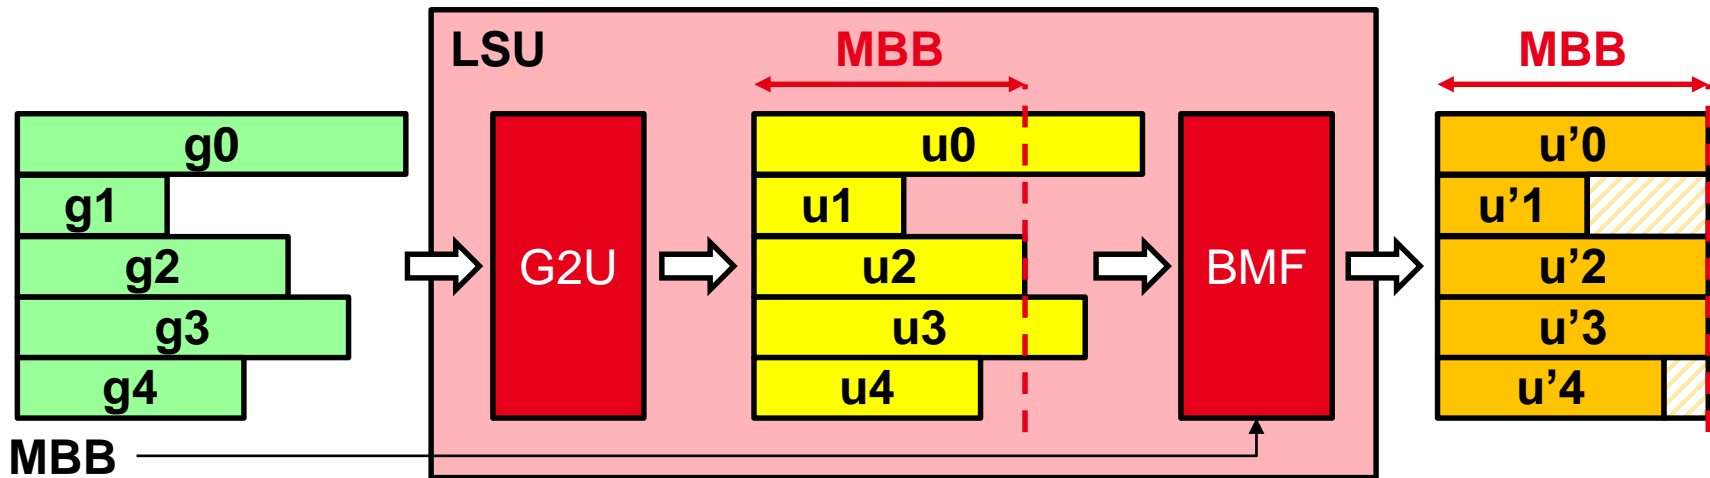 LSU
MBB
MBB
g0
g1
g2
g3
g4
G2U
u0
u1
u2
u3
u4
BMF
u’0
u’1
u’2
u’3
u’4
MBB